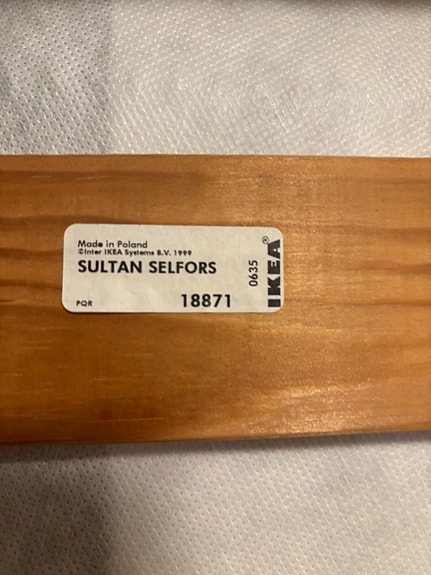 Made in Poland
©Inter IKEA Systems B.V. 1999
SULTAN SELFORS
PQR
18871
0635
IKEA®